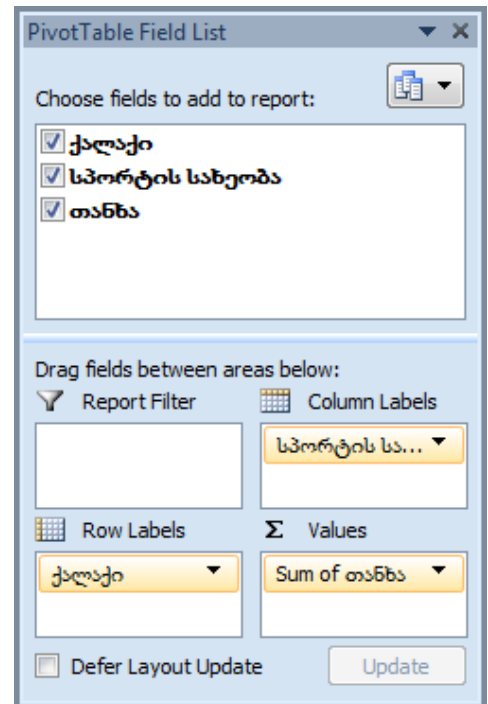 PivotTable Field List
Choose fields to add to report:
ქალაქი
სპორტის სახეობა
თანხა
Drag fields between areas below:
Report Filter
Column Labels
სპორტის სა...
Row Labels
Σ Values
ქალაქი
Sum of თანხა
Defer Layout Update
Update